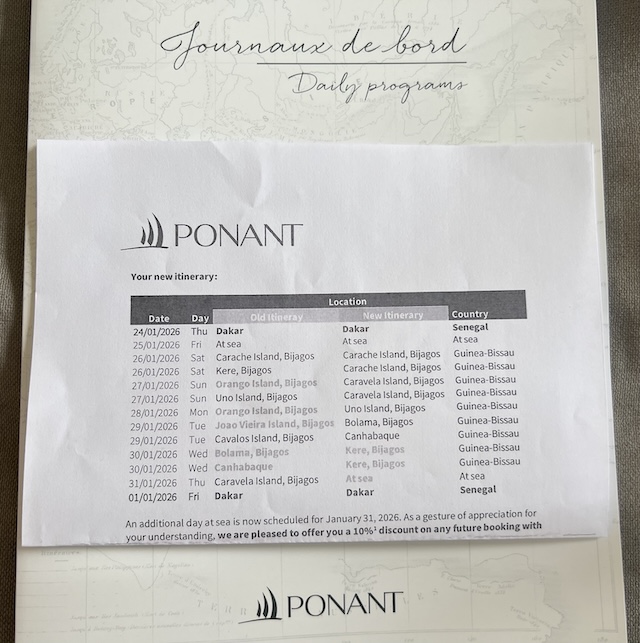 Journaux de bord
Daily programs
PONANT
Your new itinerary:
Location
Date Day Old Itineray New itinerary Country
24/01/2026 Thu Dakar Dakar Senegal
25/01/2026 Fri At sea At sea At sea
26/01/2026 Sat Carache Island, Bijagos Carache Island, Bijagos Guinea-Bissau
26/01/2026 Sat Kere, Bijagos Carache Island, Bijagos Guinea-Bissau
27/01/2026 Sun Orango Island, Bijagos Caravela Island, Bijagos Guinea-Bissau
27/01/2026 Sun Uno Island, Bijagos Caravela Island, Bijagos Guinea-Bissau
28/01/2026 Mon Orango Island, Bijagos Uno Island, Bijagos Guinea-Bissau
29/01/2026 Tue Joao Vieira Island, Bijagos Bolama, Bijagos Guinea-Bissau
29/01/2026 Tue Cavalos Island, Bijagos Canhabaque Guinea-Bissau
30/01/2026 Wed Bolama, Bijagos Kere, Bijagos Guinea-Bissau
30/01/2026 Wed Canhabaque Kere, Bijagos Guinea-Bissau
31/01/2026 Thu Caravela Island, Bijagos At sea At sea
01/01/2026 Fri Dakar Dakar Senegal
An additional day at sea is now scheduled for January 31, 2026. As a gesture of appreciation for
your understanding, we are pleased to offer you a 10%¹ discount on any future booking with
PONANT